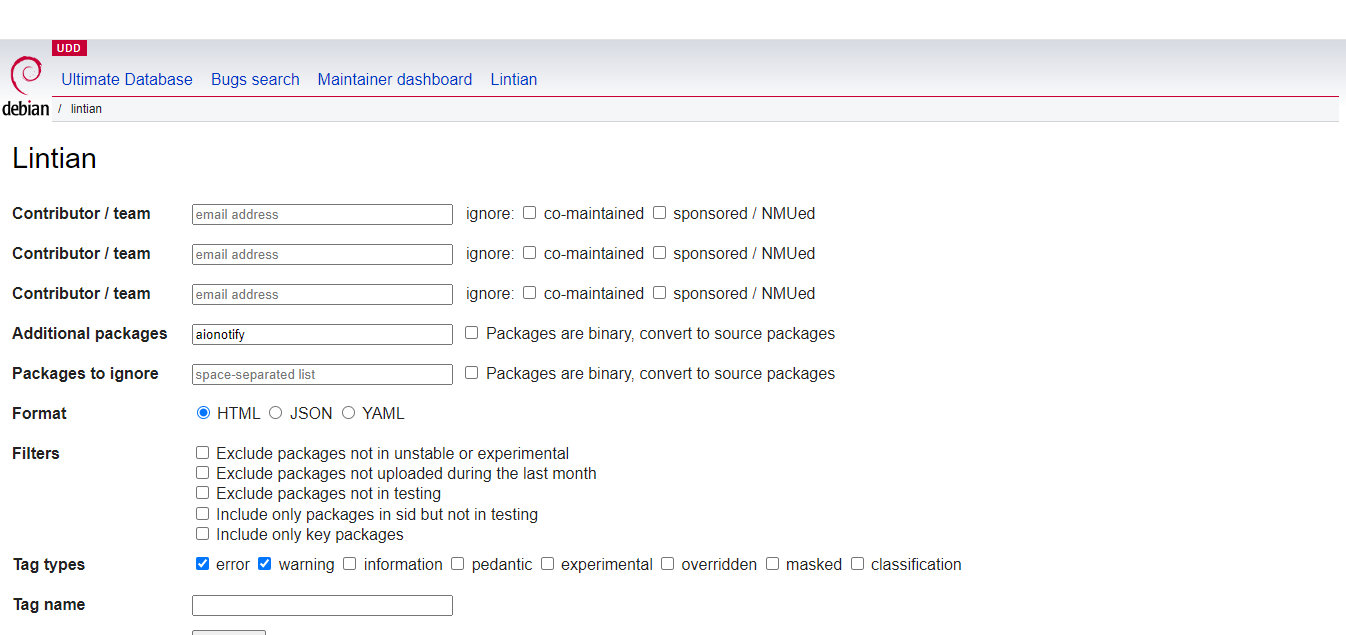 UDD
Ultimate Database Bugs search Maintainer dashboard Lintian
debian / lintian
Lintian
Contributor / team email address ignore: co-maintained sponsored / NMUed
Contributor / team email address ignore: co-maintained sponsored / NMUed
Contributor / team email address ignore: co-maintained sponsored / NMUed
Additional packages aionotify Packages are binary, convert to source packages
Packages to ignore space-separated list Packages are binary, convert to source packages
Format HTML JSON YAML
Filters Exclude packages not in unstable or experimental
Exclude packages not uploaded during the last month
Exclude packages not in testing
Include only packages in sid but not in testing
Include only key packages
Tag types error warning information pedantic experimental overridden masked classification
Tag name